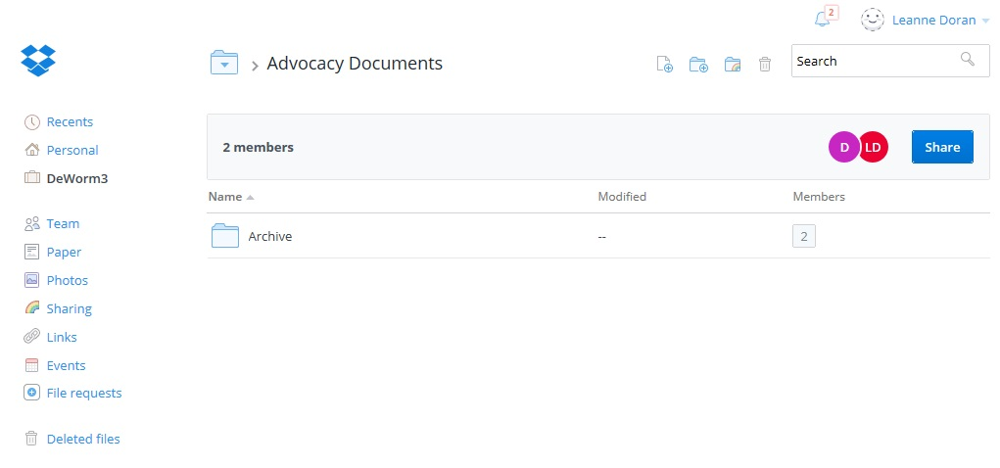 2
Leanne Doran
Advocacy Documents
Search
Recents
Personal
DeWorm3
Team
Paper
Photos
Sharing
Links
Events
File requests
Deleted files
2 members
D LD
Share
Name Modified Members
Archive -- 2